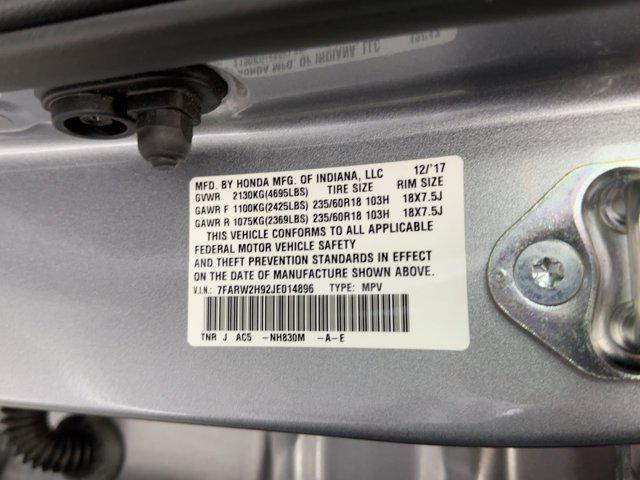 MFD. BY HONDA MFG. OF INDIANA, LLC 12/'17
GVWR 2130KG(4695LBS) TIRE SIZE RIM SIZE
GAWR F 1100KG(2425LBS) 235/60R18 103H 18X7.5J
GAWR R 1075KG(2369LBS) 235/60R18 103H 18X7.5J
THIS VEHICLE CONFORMS TO ALL APPLICABLE
FEDERAL MOTOR VEHICLE SAFETY
AND THEFT PREVENTION STANDARDS IN EFFECT
ON THE DATE OF MANUFACTURE SHOWN ABOVE.
V.I.N.: 7FARW2H92JE014896 TYPE: MPV
TNR J AC5 -NH830M -A-E